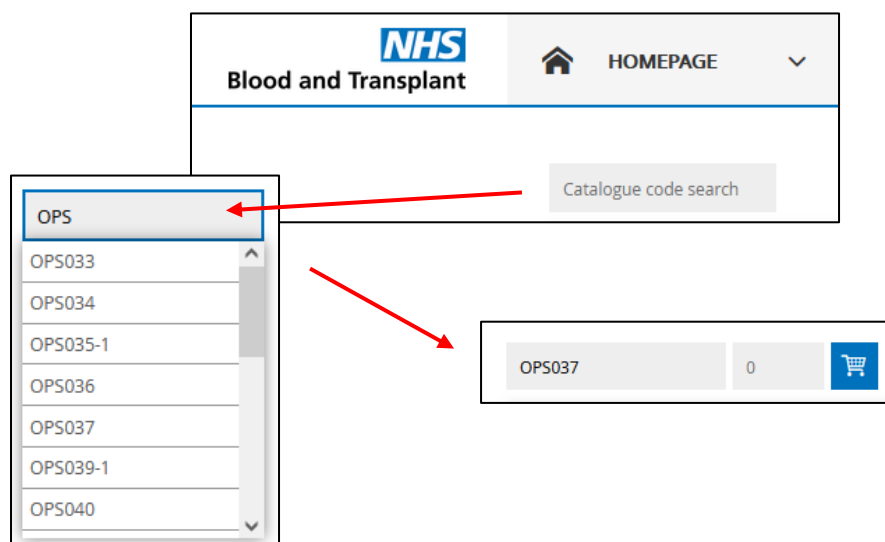 NHS
Blood and Transplant
HOMEPAGE
Catalogue code search
OPS
OPS033
OPS034
OPS035-1
OPS036
OPS037
OPS039-1
OPS040
OPS037
0